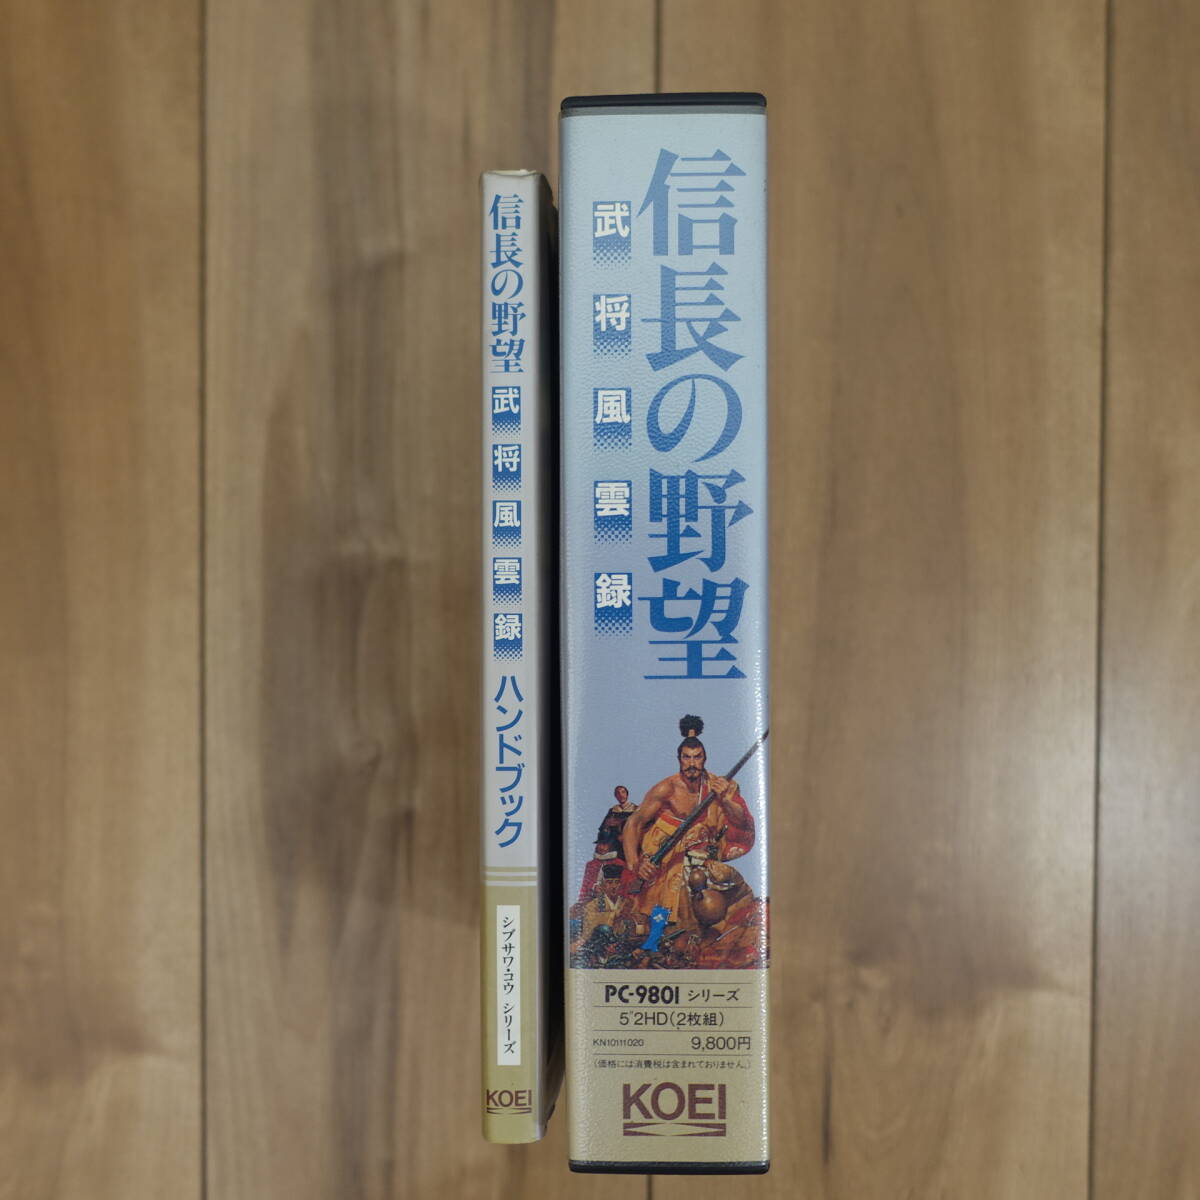 信長の野望
武将風雲録
ハンドブック
シブサワ・コウ シリーズ
KOEI
信長の野望
武将風雲録
PC-9801 シリーズ
5"2HD(2枚組)
KN10111020 9,800円
(価格には消費税は含まれておりません。)
KOEI